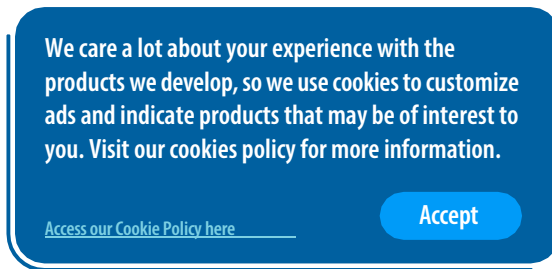 We care a lot about your experience with the
products we develop, so we use cookies to customize
ads and indicate products that may be of interest to
you. Visit our cookies policy for more information.
Access our Cookie Policy here
Accept